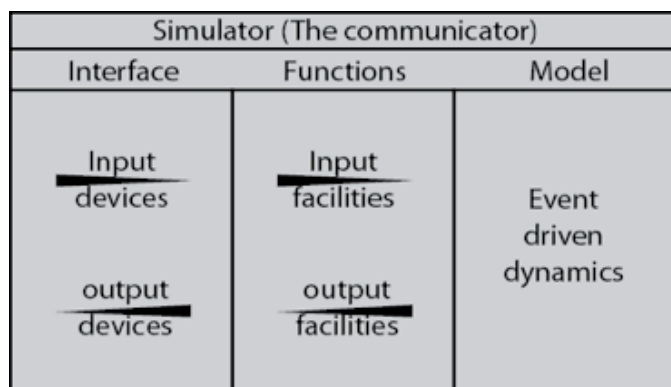 Simulator (The communicator)
Interface Functions Model
Input
devices
output
devices
Input
facilities
output
facilities
Event
driven
dynamics